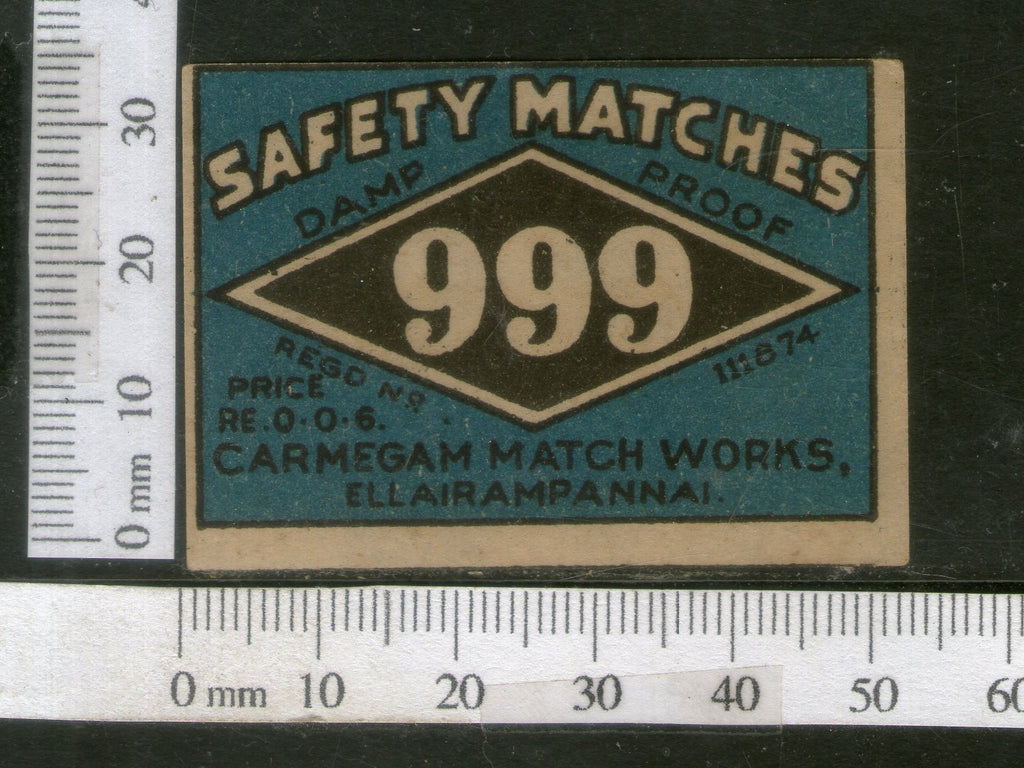 SAFETY MATCHES
DAMP PROOF
999
REGD No. 111674
PRICE
RE.0·0·6.
CARMEGAM MATCH WORKS,
ELLAIRAMPANNAI.
30
20
10
0 mm
0 mm 10 20 30 40 50 60